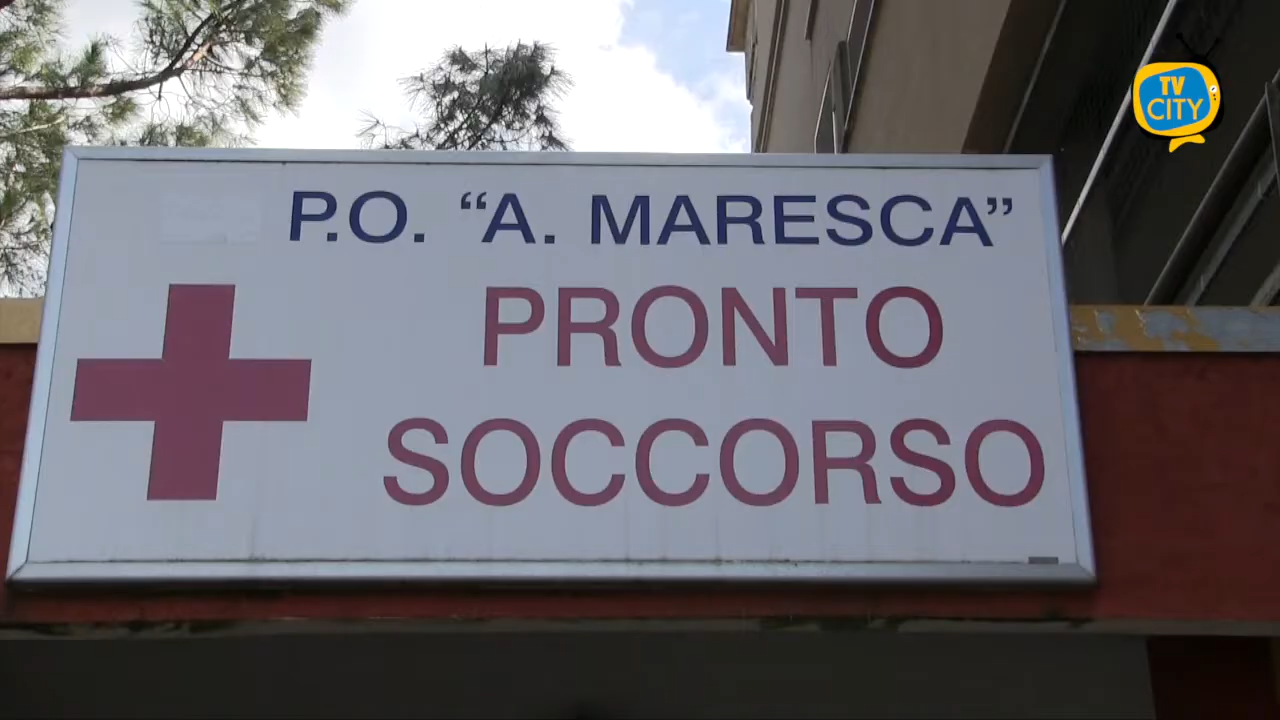 TV
CITY
P.O. “A. MARESCA”
PRONTO
SOCCORSO